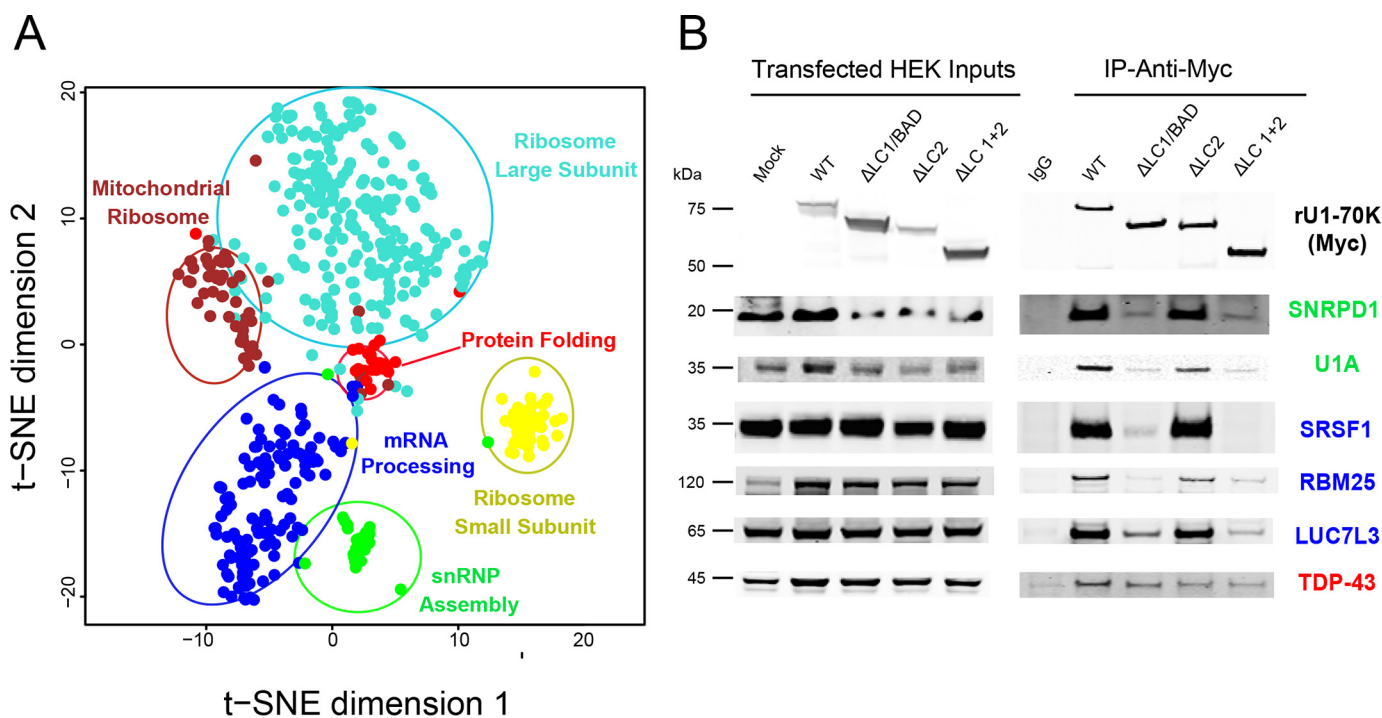 A
t−SNE dimension 2
20
10
0
−10
−20
−10
0
10
20
t−SNE dimension 1
Ribosome
Large Subunit
Mitochondrial
Ribosome
Protein Folding
mRNA
Processing
Ribosome
Small Subunit
snRNP
Assembly
B
Transfected HEK Inputs
IP-Anti-Myc
kDa
Mock
WT
ΔLC1/BAD
ΔLC2
ΔLC 1+2
IgG
WT
ΔLC1/BAD
ΔLC2
ΔLC 1+2
75
50
rU1-70K
(Myc)
20
SNRPD1
35
U1A
35
SRSF1
120
RBM25
65
LUC7L3
45
TDP-43